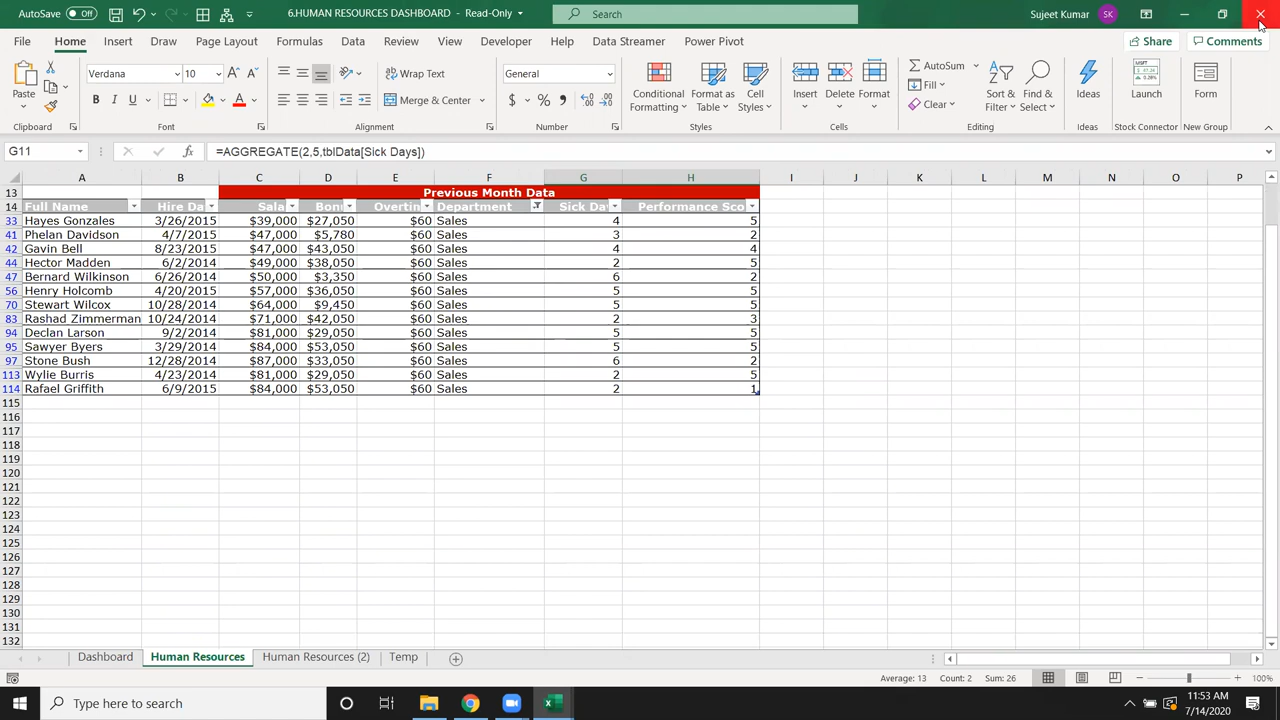 AutoSave Off 6.HUMAN RESOURCES DASHBOARD - Read-Only Search Sujeet Kumar SK
File Home Insert Draw Page Layout Formulas Data Review View Developer Help Data Streamer Power Pivot Share Comments
Paste Verdana 10 A A Wrap Text General Conditional Formatting Format as Table Cell Styles Insert Delete Format AutoSum Fill Clear Sort & Filter Find & Select Ideas Launch Form
B I U A Merge & Center $ %
Clipboard Font Alignment Number Styles Cells Editing Ideas Stock Connector New Group
G11 fx =AGGREGATE(2,5,tblData[Sick Days])
A B C D E F G H I J K L M N O P
13 Previous Month Data
14 Full Name Hire Da Sala Bon Overtin Department Sick Da Performance Sco
33 Hayes Gonzales 3/26/2015 $39,000 $27,050 $60 Sales 4 5
41 Phelan Davidson 4/7/2015 $47,000 $5,780 $60 Sales 3 2
42 Gavin Bell 8/23/2015 $47,000 $43,050 $60 Sales 4 4
44 Hector Madden 6/2/2014 $49,000 $38,050 $60 Sales 2 5
47 Bernard Wilkinson 6/26/2014 $50,000 $3,350 $60 Sales 6 2
56 Henry Holcomb 4/20/2015 $57,000 $36,050 $60 Sales 5 5
70 Stewart Wilcox 10/28/2014 $64,000 $9,450 $60 Sales 5 5
83 Rashad Zimmerman 10/24/2014 $71,000 $42,050 $60 Sales 2 3
94 Declan Larson 9/2/2014 $81,000 $29,050 $60 Sales 5 5
95 Sawyer Byers 3/29/2014 $84,000 $53,050 $60 Sales 5 5
97 Stone Bush 12/28/2014 $87,000 $33,050 $60 Sales 6 2
113 Wylie Burris 4/23/2014 $81,000 $29,050 $60 Sales 2 5
114 Rafael Griffith 6/9/2015 $84,000 $53,050 $60 Sales 2 1
115
116
117
118
119
120
121
122
123
124
125
126
127
128
129
130
131
132
Dashboard Human Resources Human Resources (2) Temp
Average: 13 Count: 2 Sum: 26 100%
Type here to search 11:53 AM
7/14/2020